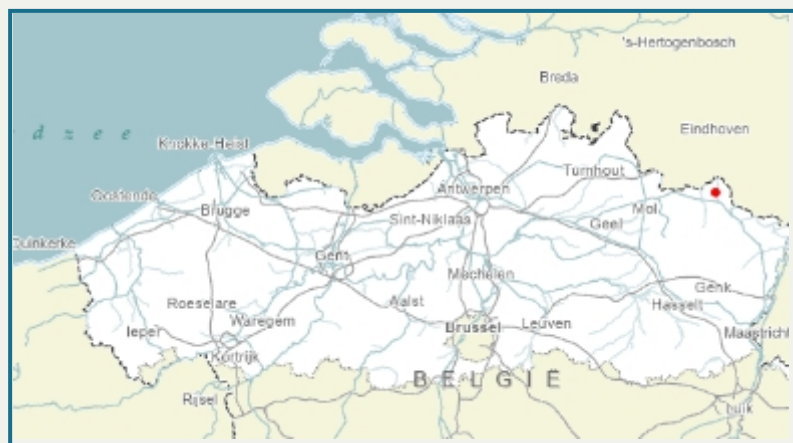 's-Hertogenbosch
Breda
d z e e
Eindhoven
Knokke-Heist
Turnhout
Oostende
Antwerpen
Mol
Brugge
Sint-Niklaas
Geel
Duinkerke
Gent
Mechelen
Genk
Roeselare
Aalst
Hasselt
Ieper
Waregem
Brussel
Leuven
Maastricht
Kortrijk
BELGIË
Rijsel
Luik